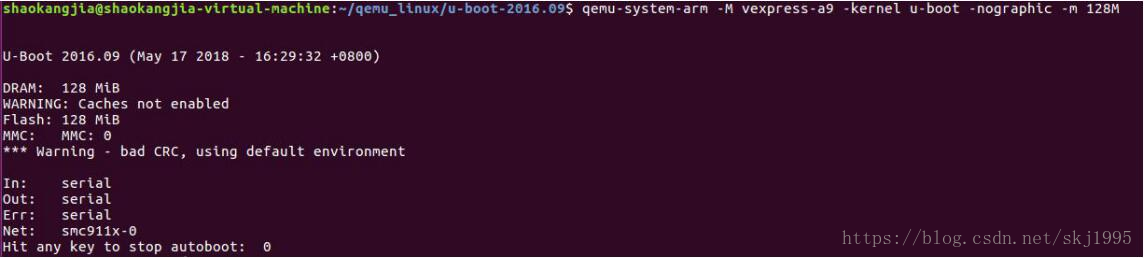 shaokangjia@shaokangjia-virtual-machine:~/qemu_linux/u-boot-2016.09$ qemu-system-arm -M vexpress-a9 -kernel u-boot -nographic -m 128M
U-Boot 2016.09 (May 17 2018 - 16:29:32 +0800)
DRAM:  128 MiB
WARNING: Caches not enabled
Flash: 128 MiB
MMC:   MMC: 0
*** Warning - bad CRC, using default environment
In:    serial
Out:   serial
Err:   serial
Net:   smc911x-0
Hit any key to stop autoboot:  0
https://blog.csdn.net/skj1995